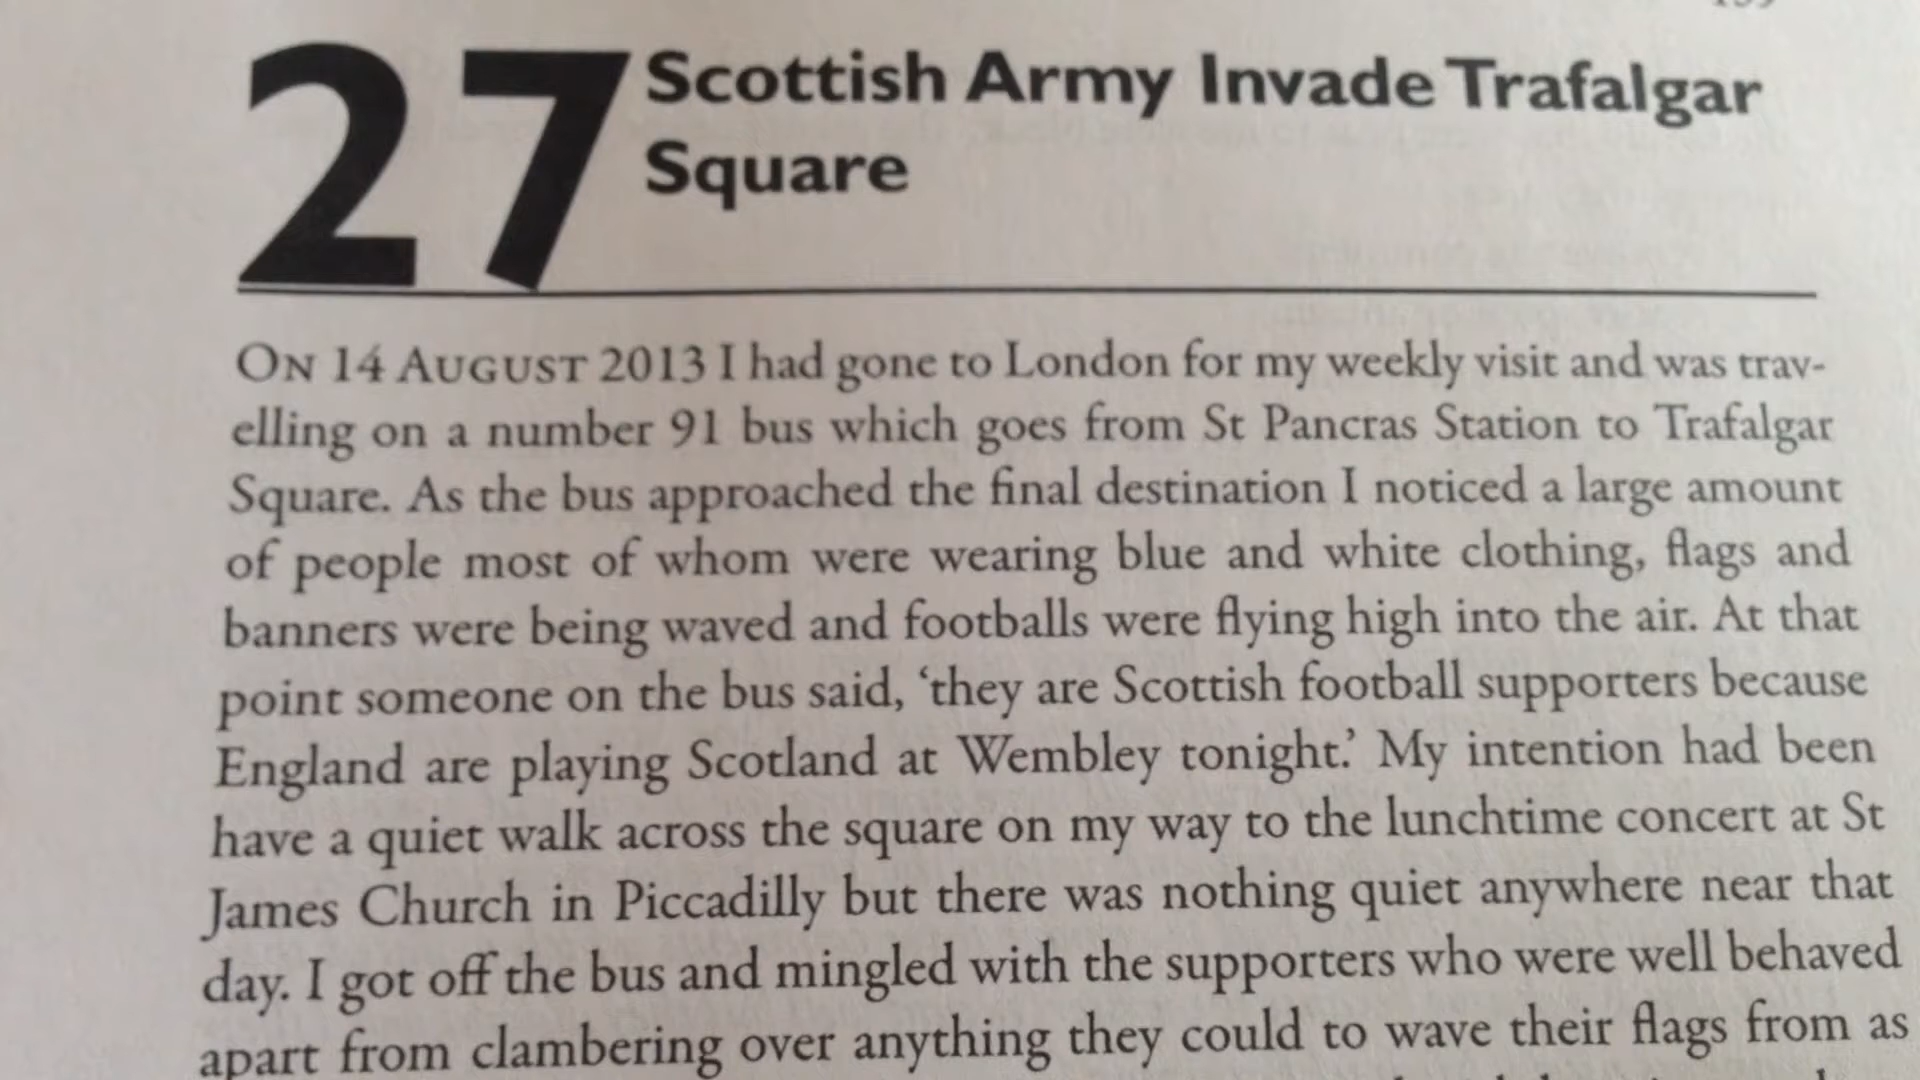 27 Scottish Army Invade Trafalgar
Square
ON 14 AUGUST 2013 I had gone to London for my weekly visit and was trav-
elling on a number 91 bus which goes from St Pancras Station to Trafalgar
Square. As the bus approached the final destination I noticed a large amount
of people most of whom were wearing blue and white clothing, flags and
banners were being waved and footballs were flying high into the air. At that
point someone on the bus said, ‘they are Scottish football supporters because
England are playing Scotland at Wembley tonight.’ My intention had been
have a quiet walk across the square on my way to the lunchtime concert at St
James Church in Piccadilly but there was nothing quiet anywhere near that
day. I got off the bus and mingled with the supporters who were well behaved
apart from clambering over anything they could to wave their flags from as